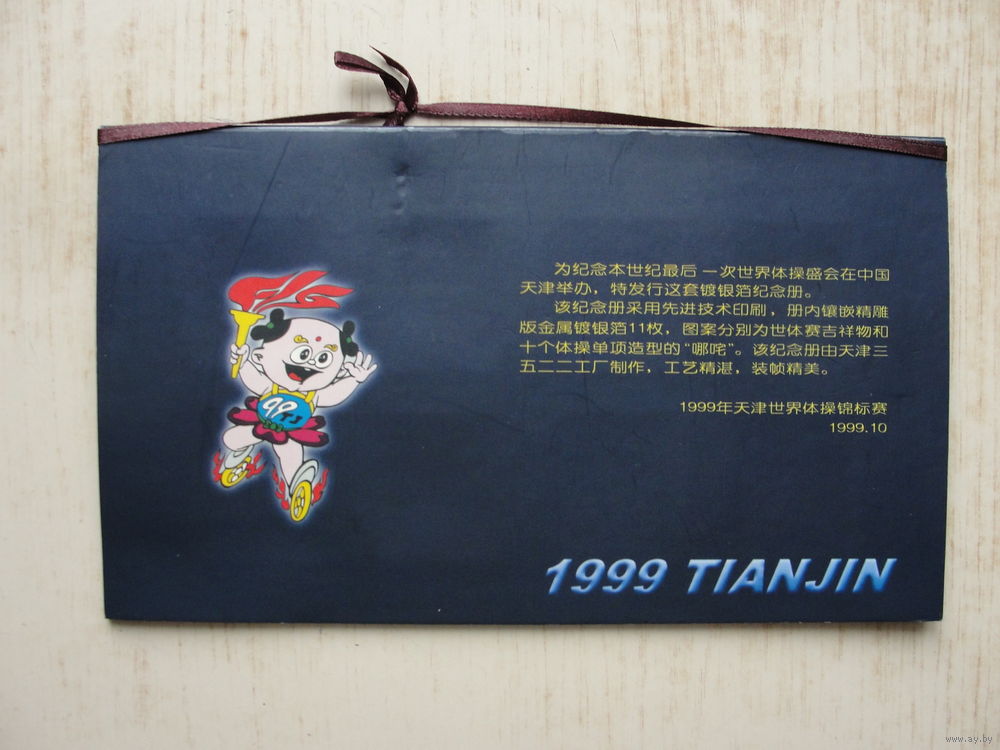 为纪念本世纪最后一次世界体操盛会在中国
天津举办，特发行这套镀银箔纪念册。
该纪念册采用先进技术印刷，册内镶嵌精雕
版金属镀银箔11枚，图案分别为世体赛吉祥物和
十个体操单项造型的“哪咤”。该纪念册由天津三
五二二工厂制作，工艺精湛，装帧精美。
1999年天津世界体操锦标赛
1999.10
99
TJ
1999 TIANJIN
www.ay.by